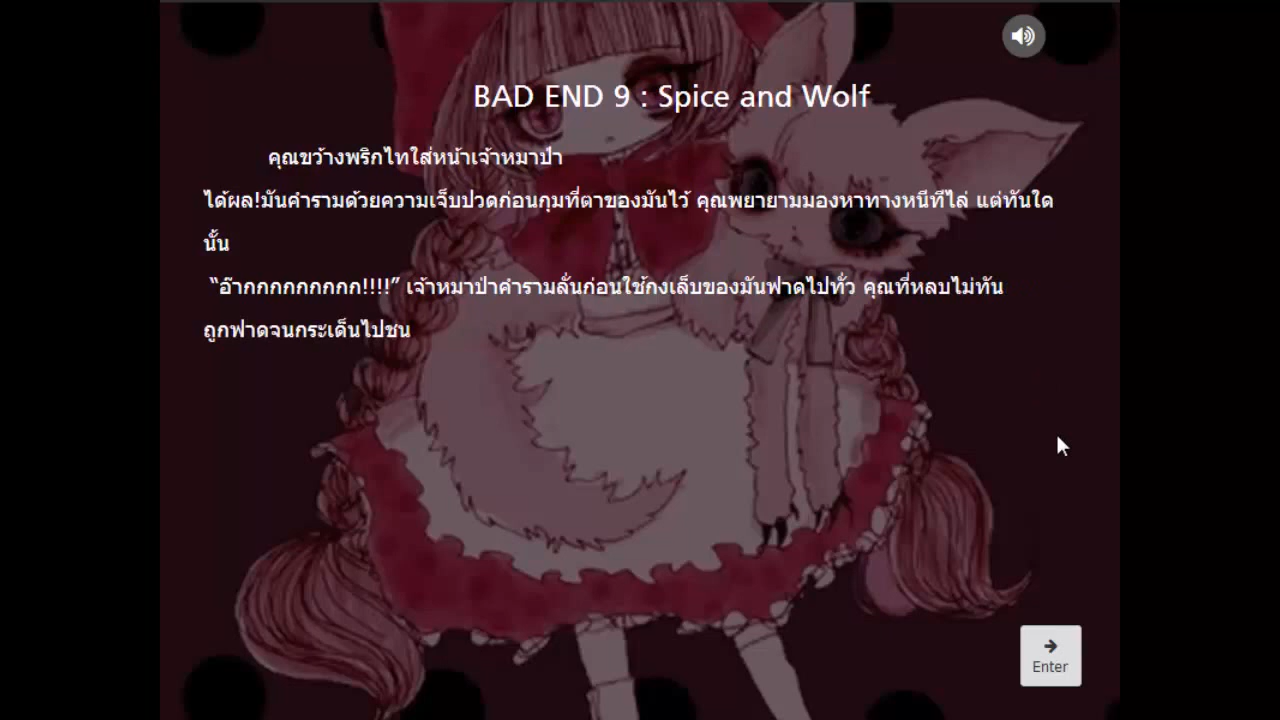 BAD END 9 : Spice and Wolf
คุณขว้างพริกไทใส่หน้าเจ้าหมาป่า
ได้ผล!มันคำรามด้วยความเจ็บปวดก่อนกุมที่ตาของมันไว้ คุณพยายามมองหาทางหนีทีไล่ แต่ทันใด
นั้น
“อ๊ากกกกกกกกก!!!!” เจ้าหมาป่าคำรามลั่นก่อนใช้กงเล็บของมันฟาดไปทั่ว คุณที่หลบไม่ทัน
ถูกฟาดจนกระเด็นไปชน
Enter